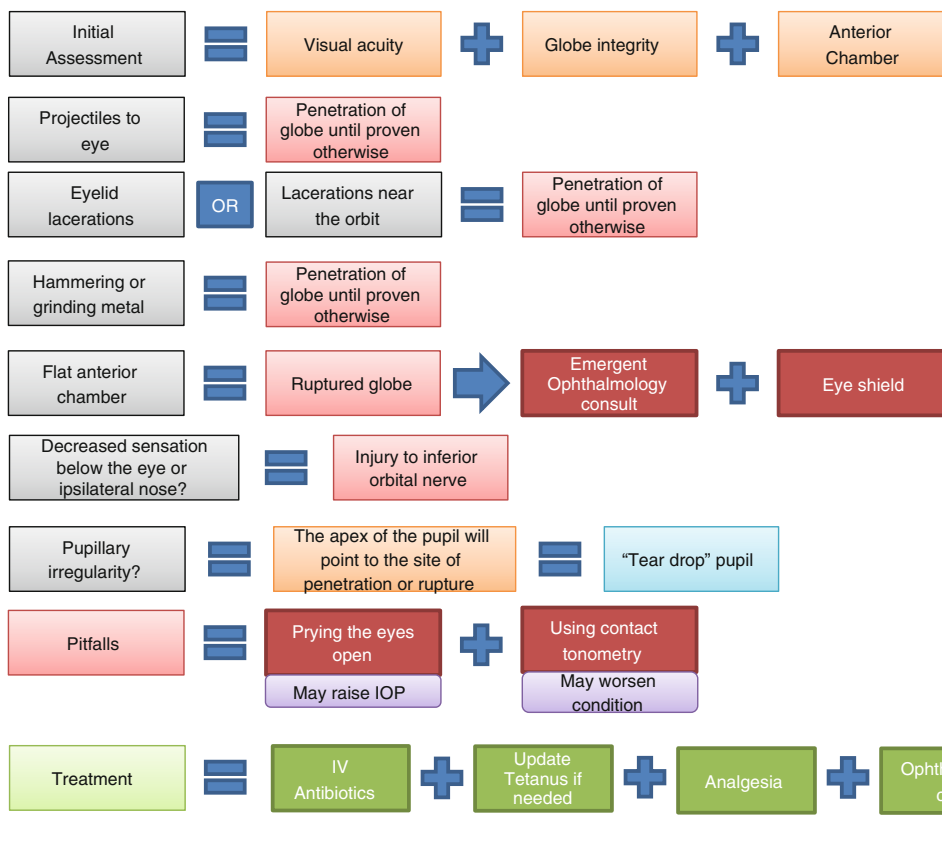 Initial
Assessment
Visual acuity
Globe integrity
Anterior
Chamber
Projectiles to
eye
Penetration of
globe until proven
otherwise
Eyelid
lacerations
OR
Lacerations near
the orbit
Penetration of
globe until proven
otherwise
Hammering or
grinding metal
Penetration of
globe until proven
otherwise
Flat anterior
chamber
Ruptured globe
Emergent
Ophthalmology
consult
Eye shield
Decreased sensation
below the eye or
ipsilateral nose?
Injury to inferior
orbital nerve
Pupillary
irregularity?
The apex of the pupil will
point to the site of
penetration or rupture
“Tear drop” pupil
Pitfalls
Prying the eyes
open
May raise IOP
Using contact
tonometry
May worsen
condition
Treatment
IV
Antibiotics
Update
Tetanus if
needed
Analgesia